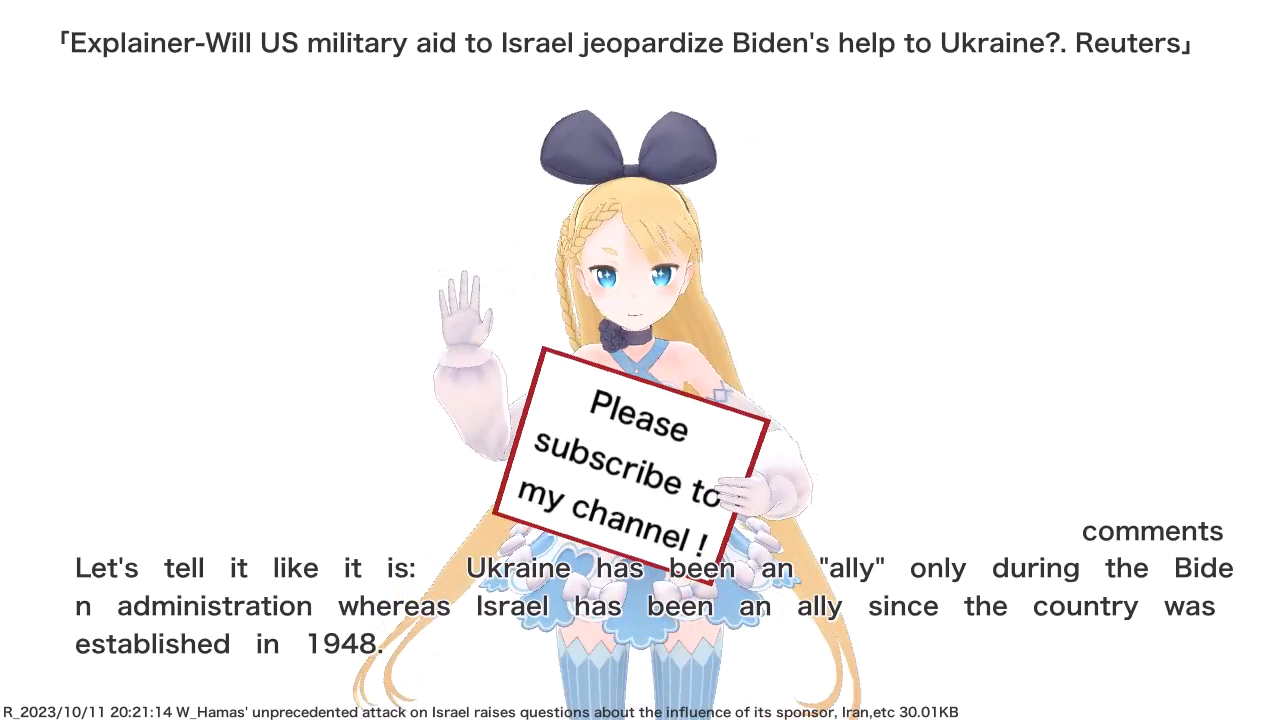 「Explainer-Will US military aid to Israel jeopardize Biden's help to Ukraine?. Reuters」
Please
subscribe to
my channel !
comments
Let's tell it like it is: Ukraine has been an "ally" only during the Bide
n administration whereas Israel has been an ally since the country was
established in 1948.
R_2023/10/11 20:21:14 W_Hamas' unprecedented attack on Israel raises questions about the influence of its sponsor, Iran,etc 30.01KB